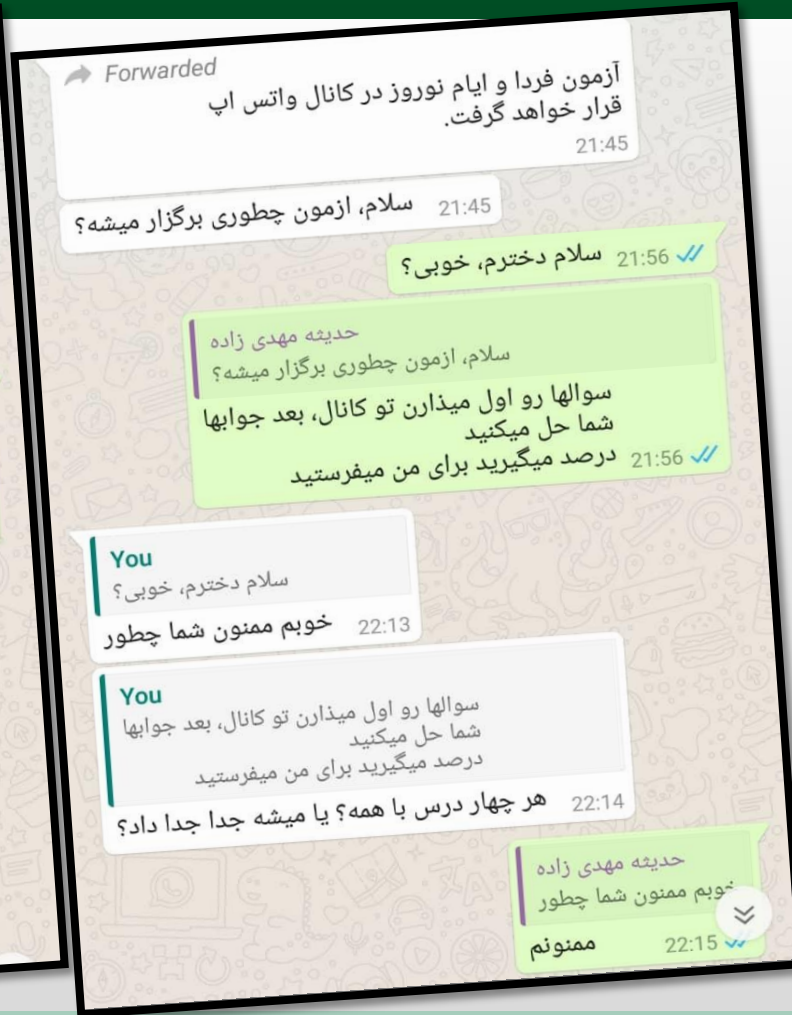 Forwarded
آزمون فردا و ایام نوروز در کانال واتس اپ
قرار خواهد گرفت.
21:45
سلام، ازمون چطوری برگزار میشه؟ 21:45
سلام دخترم، خوبی؟ 21:56
حدیثه مهدی زاده
سلام، ازمون چطوری برگزار میشه؟
سوالها رو اول میذارن تو کانال، بعد جوابها
شما حل میکنید
درصد میگیرید برای من میفرستید 21:56
You
سلام دخترم، خوبی؟
خوبم ممنون شما چطور 22:13
You
سوالها رو اول میذارن تو کانال، بعد جوابها
شما حل میکنید
درصد میگیرید برای من میفرستید
هر چهار درس با همه؟ یا میشه جدا جدا داد؟ 22:14
حدیثه مهدی زاده
خوبم ممنون شما چطور
ممنونم 22:15